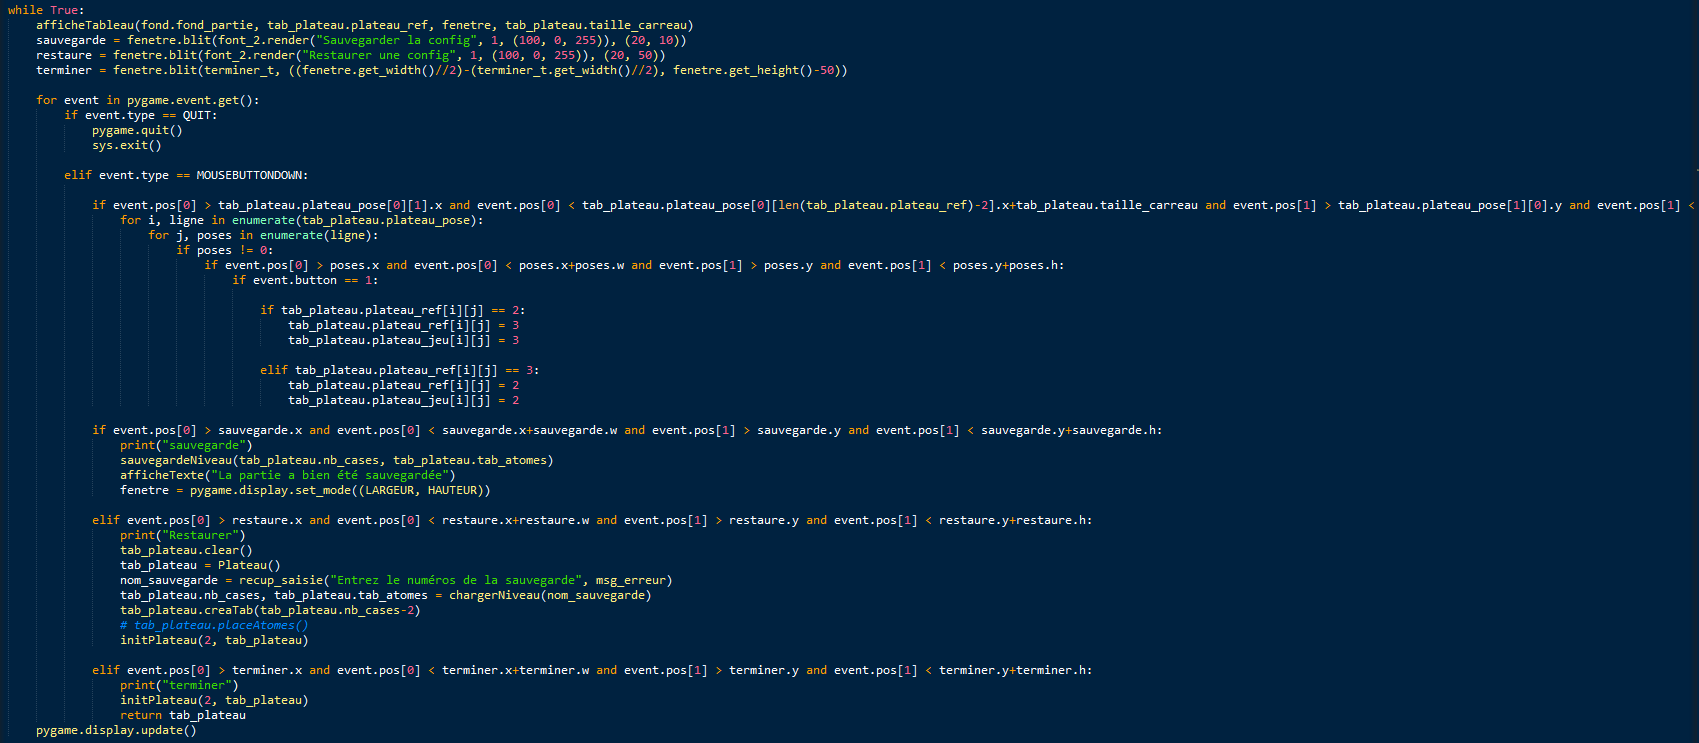 while True:
    afficheTableau(fond.fond_partie, tab_plateau.plateau_ref, fenetre, tab_plateau.taille_carreau)
    sauvegarde = fenetre.blit(font_2.render("Sauvegarder la config", 1, (100, 0, 255)), (20, 10))
    restaure = fenetre.blit(font_2.render("Restaurer une config", 1, (100, 0, 255)), (20, 50))
    terminer = fenetre.blit(terminer_t, ((fenetre.get_width()//2)-(terminer_t.get_width()//2), fenetre.get_height()-50))
    for event in pygame.event.get():
        if event.type == QUIT:
            pygame.quit()
            sys.exit()
        elif event.type == MOUSEBUTTONDOWN:
            if event.pos[0] > tab_plateau.plateau_pose[0][1].x and event.pos[0] < tab_plateau.plateau_pose[0][len(tab_plateau.plateau_ref)-2].x+tab_plateau.taille_carreau and event.pos[1] > tab_plateau.plateau_pose[1][0].y and event.pos[1] <
                for i, ligne in enumerate(tab_plateau.plateau_pose):
                    for j, poses in enumerate(ligne):
                        if poses != 0:
                            if event.pos[0] > poses.x and event.pos[0] < poses.x+poses.w and event.pos[1] > poses.y and event.pos[1] < poses.y+poses.h:
                                if event.button == 1:
                                    if tab_plateau.plateau_ref[i][j] == 2:
                                        tab_plateau.plateau_ref[i][j] = 3
                                        tab_plateau.plateau_jeu[i][j] = 3
                                    elif tab_plateau.plateau_ref[i][j] == 3:
                                        tab_plateau.plateau_ref[i][j] = 2
                                        tab_plateau.plateau_jeu[i][j] = 2
            if event.pos[0] > sauvegarde.x and event.pos[0] < sauvegarde.x+sauvegarde.w and event.pos[1] > sauvegarde.y and event.pos[1] < sauvegarde.y+sauvegarde.h:
                print("sauvegarde")
                sauvegardeNiveau(tab_plateau.nb_cases, tab_plateau.tab_atomes)
                afficheTexte("La partie a bien été sauvegardée")
                fenetre = pygame.display.set_mode((LARGEUR, HAUTEUR))
            elif event.pos[0] > restaure.x and event.pos[0] < restaure.x+restaure.w and event.pos[1] > restaure.y and event.pos[1] < restaure.y+restaure.h:
                print("Restaurer")
                tab_plateau.clear()
                tab_plateau = Plateau()
                nom_sauvegarde = recup_saisie("Entrez le numéros de la sauvegarde", msg_erreur)
                tab_plateau.nb_cases, tab_plateau.tab_atomes = chargerNiveau(nom_sauvegarde)
                tab_plateau.creaTab(tab_plateau.nb_cases-2)
                # tab_plateau.placeAtomes()
                initPlateau(2, tab_plateau)
            elif event.pos[0] > terminer.x and event.pos[0] < terminer.x+terminer.w and event.pos[1] > terminer.y and event.pos[1] < terminer.y+terminer.h:
                print("terminer")
                initPlateau(2, tab_plateau)
                return tab_plateau
    pygame.display.update()